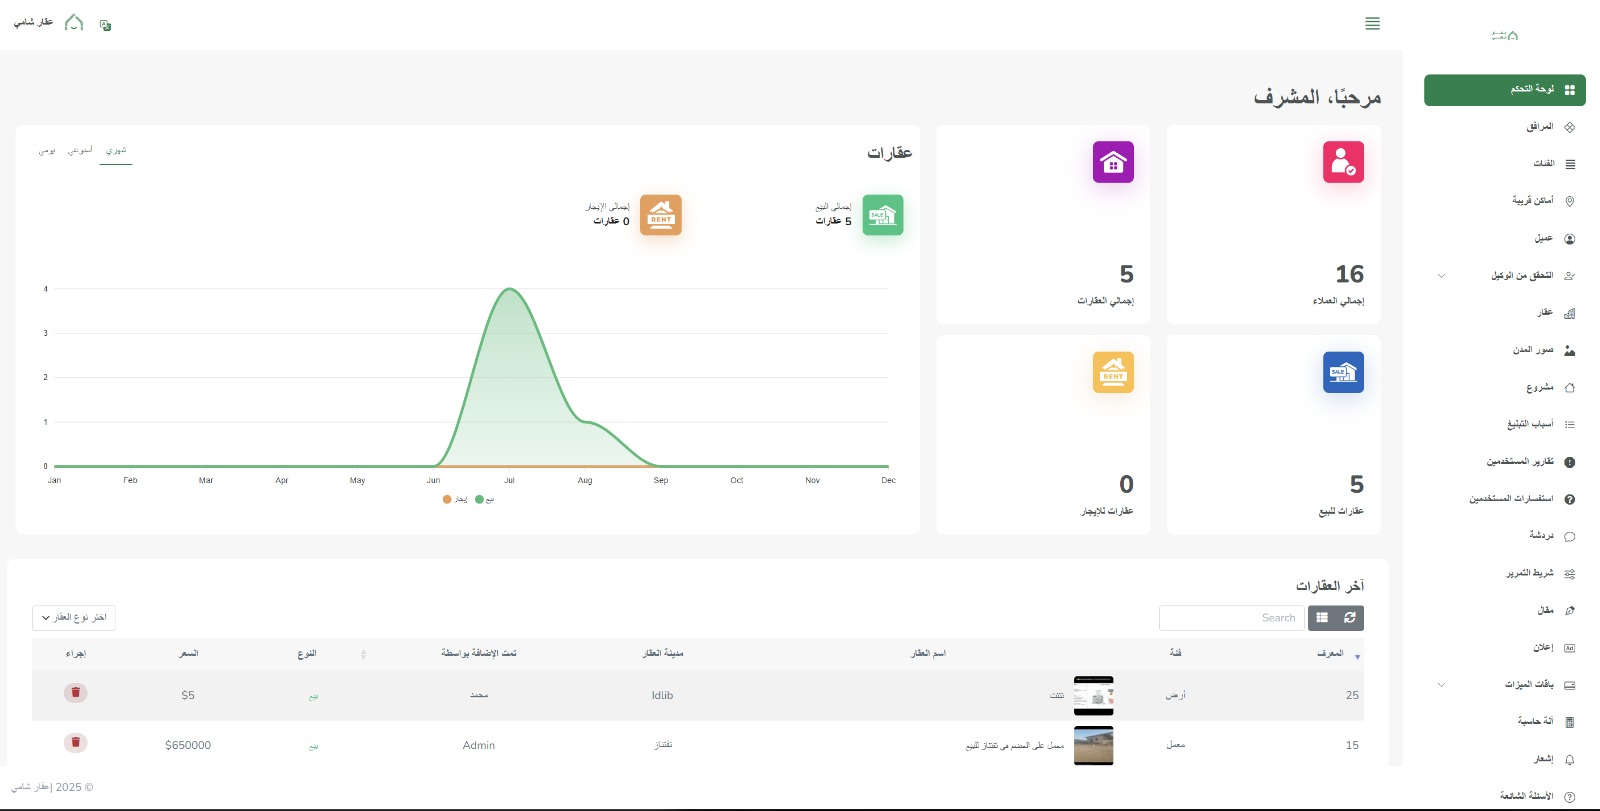 عقار شامي
لوحة التحكم
المرافق
الفئات
أماكن قريبة
عميل
التحقق من الوكيل
عقار
صور المدن
مشروع
أسباب التبليغ
تقارير المستخدمين
استفسارات المستخدمين
دردشة
شريط التمرير
مقال
إعلان
باقات الميزات
آلة حاسبة
إشعار
الأسئلة الشائعة
مرحبًا، المشرف
16
إجمالي العملاء
5
إجمالي العقارات
5
عقارات للبيع
0
عقارات للإيجار
عقارات
شهري أسبوعي يومي
إجمالي البيع
5 عقارات
إجمالي الإيجار
0 عقارات
SALE
RENT
4
3
2
1
0
Jan Feb Mar Apr May Jun Jul Aug Sep Oct Nov Dec
بيع إيجار
آخر العقارات
Search
اختر نوع العقار
المعرف فئة اسم العقار مدينة العقار تمت الإضافة بواسطة النوع السعر إجراء
25 أرض Idlib محمد بيع $5
15 معمل معمل على العضم في تفتناز للبيع تفتناز Admin بيع $650000
© 2025 | عقار شامي